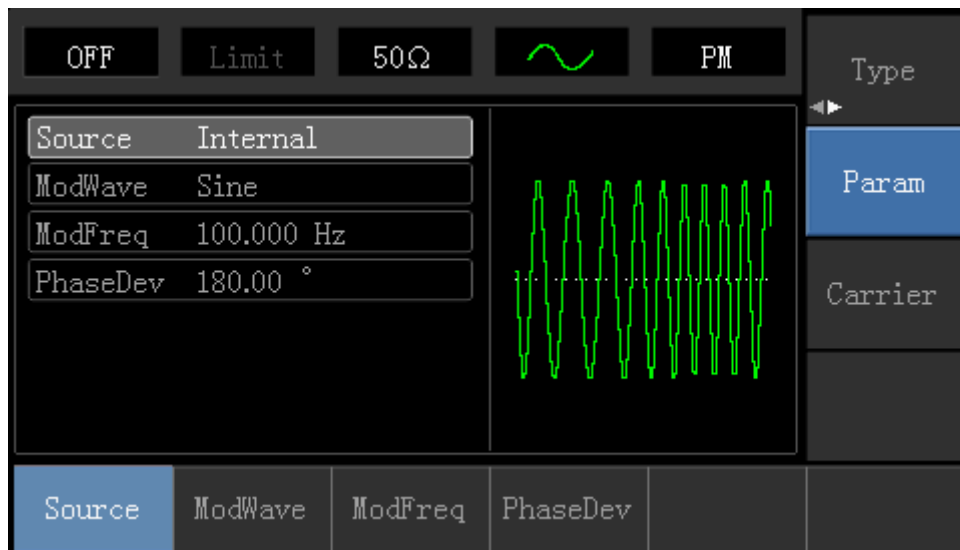 OFF Limit 50Ω PM
Type
Source Internal
ModWave Sine
ModFreq 100.000 Hz
PhaseDev 180.00 °
Param
Carrier
Source ModWave ModFreq PhaseDev